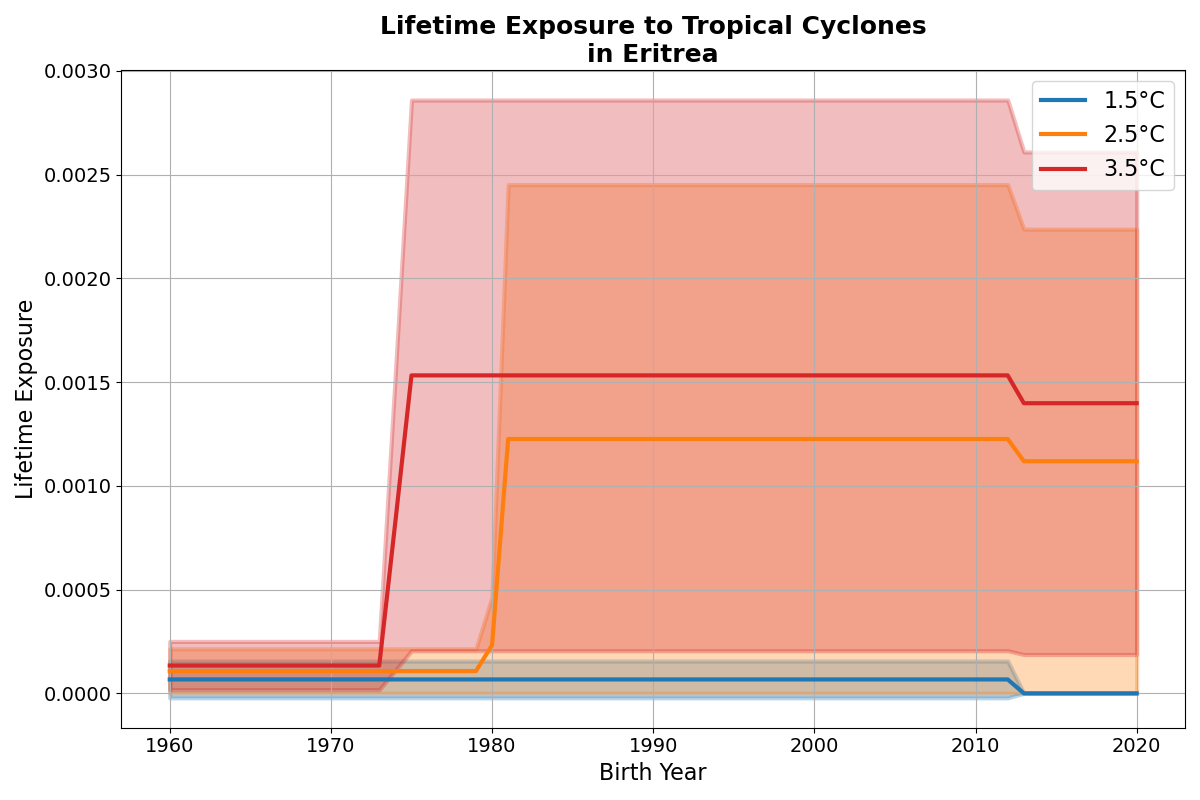 Lifetime Exposure to Tropical Cyclones
in Eritrea
0.0030
0.0025
0.0020
0.0015
0.0010
0.0005
0.0000
Lifetime Exposure
1.5°C
2.5°C
3.5°C
1960 1970 1980 1990 2000 2010 2020
Birth Year